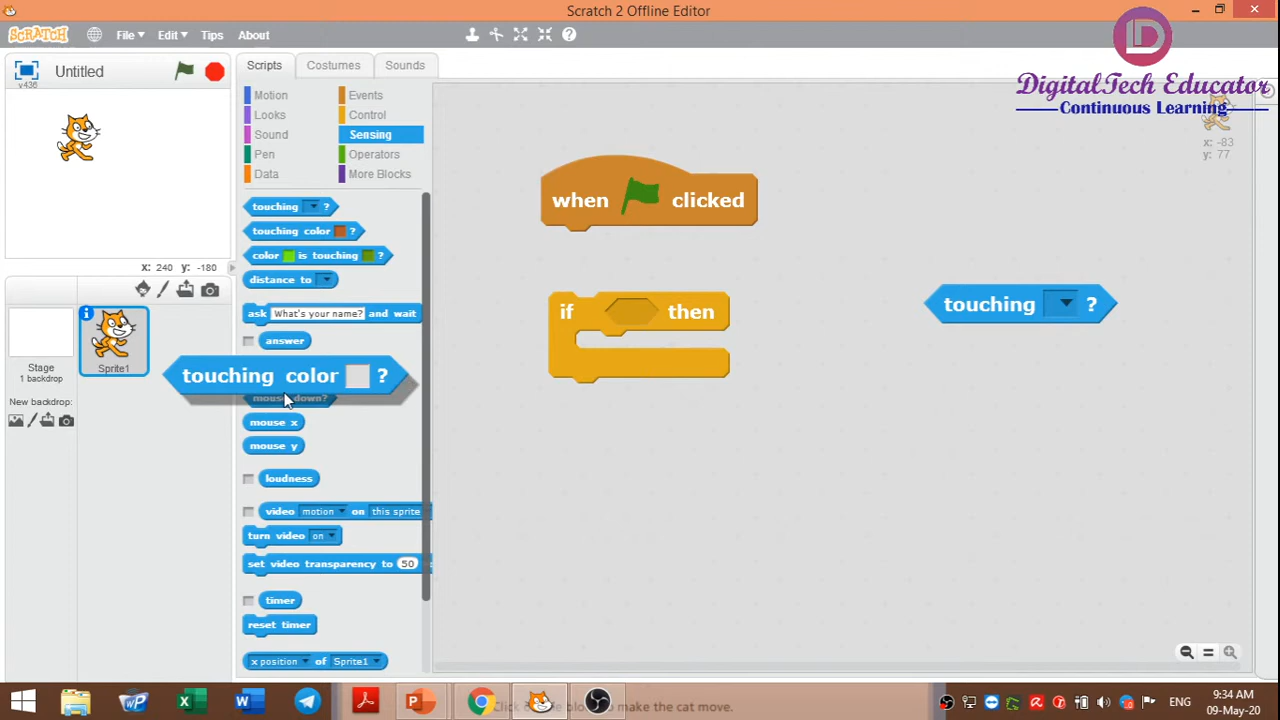 Scratch 2 Offline Editor
SCRATCH File Edit Tips About
DigitalTech Educator
Continuous Learning
v436
Untitled
Scripts Costumes Sounds
Motion Events
Looks Control
Sound Sensing
Pen Operators
Data More Blocks
x: -83
y: 77
touching ?
touching color ?
color is touching ?
distance to
ask What's your name? and wait
answer
touching color ?
mouse down?
mouse x
mouse y
loudness
video motion on this sprite
turn video on
set video transparency to 50
timer
reset timer
x position of Sprite1
x: 240 y: -180
Sprite1
Stage
1 backdrop
New backdrop:
when clicked
if then
touching ?
to make the cat move.
ENG
9:34 AM
09-May-20